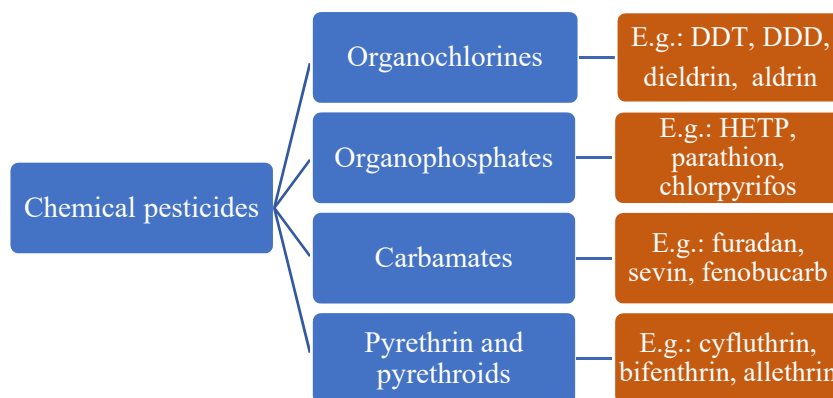 Chemical pesticides
Organochlorines
E.g.: DDT, DDD,
dieldrin, aldrin
Organophosphates
E.g.: HETP,
parathion,
chlorpyrifos
Carbamates
E.g.: furadan,
sevin, fenobucarb
Pyrethrin and
pyrethroids
E.g.: cyfluthrin,
bifenthrin, allethrin